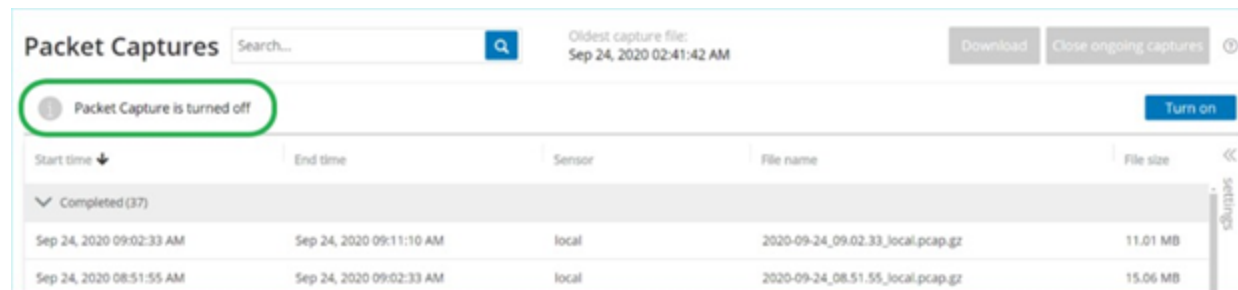 Packet Captures Search... Oldest capture file: Download Close ongoing captures
Sep 24, 2020 02:41:42 AM
Packet Capture is turned off Turn on
Start time End time Sensor File name File size
settings
Completed (37)
Sep 24, 2020 09:02:33 AM Sep 24, 2020 09:11:10 AM local 2020-09-24_09.02.33_local.pcap.gz 11.01 MB
Sep 24, 2020 08:51:55 AM Sep 24, 2020 09:02:33 AM local 2020-09-24_08.51.55_local.pcap.gz 15.06 MB